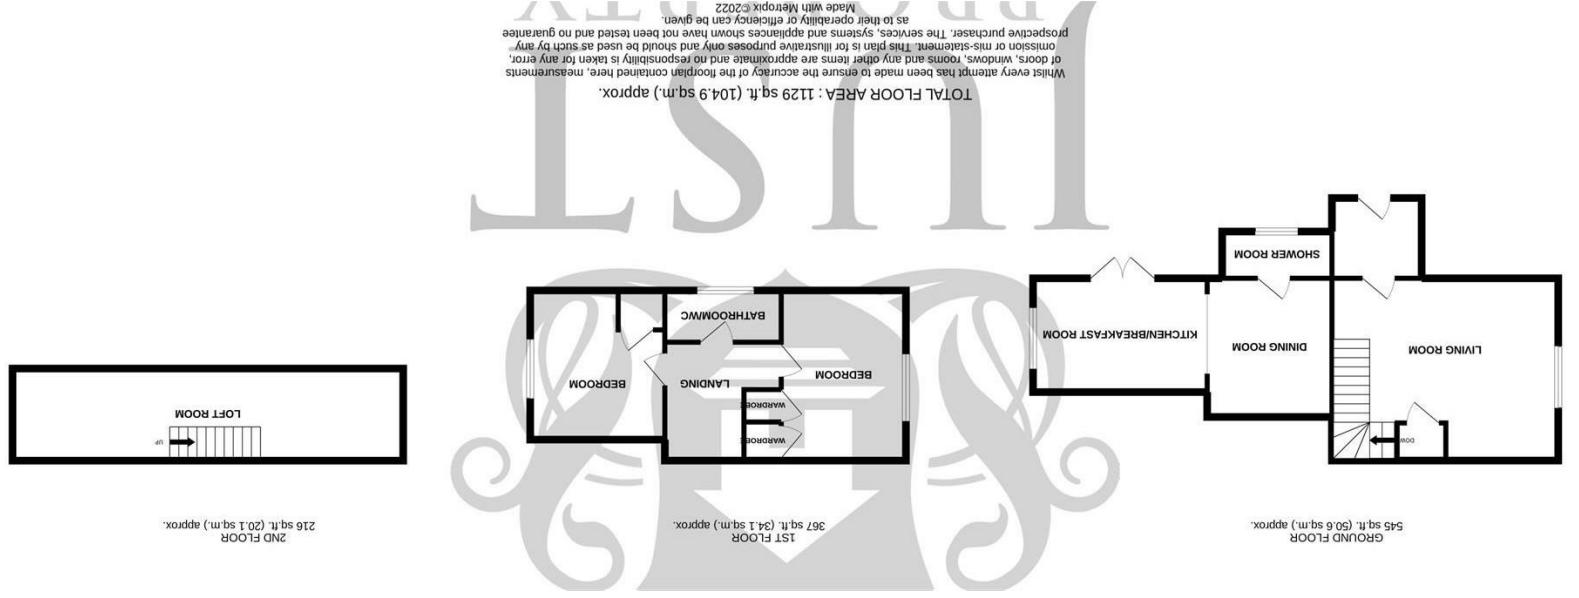 GROUND FLOOR
545 sq.ft. (50.6 sq.m.) approx.
LIVING ROOM
DINING ROOM
KITCHEN/BREAKFAST ROOM
SHOWER ROOM
DOWN
1ST FLOOR
367 sq.ft. (34.1 sq.m.) approx.
WARDROBE
WARDROBE
BEDROOM
LANDING
BEDROOM
BATHROOM/WC
2ND FLOOR
216 sq.ft. (20.1 sq.m.) approx.
UP
LOFT ROOM
TOTAL FLOOR AREA : 1129 sq.ft. (104.9 sq.m.) approx.
Whilst every attempt has been made to ensure the accuracy of the floorplan contained here, measurements
of doors, windows, rooms and any other items are approximate and no responsibility is taken for any error,
omission or mis-statement. This plan is for illustrative purposes only and should be used as such by any
prospective purchaser. The services, systems and appliances shown have not been tested and no guarantee
as to their operability or efficiency can be given.
Made with Metropix ©2022
JUST
PROPERTY